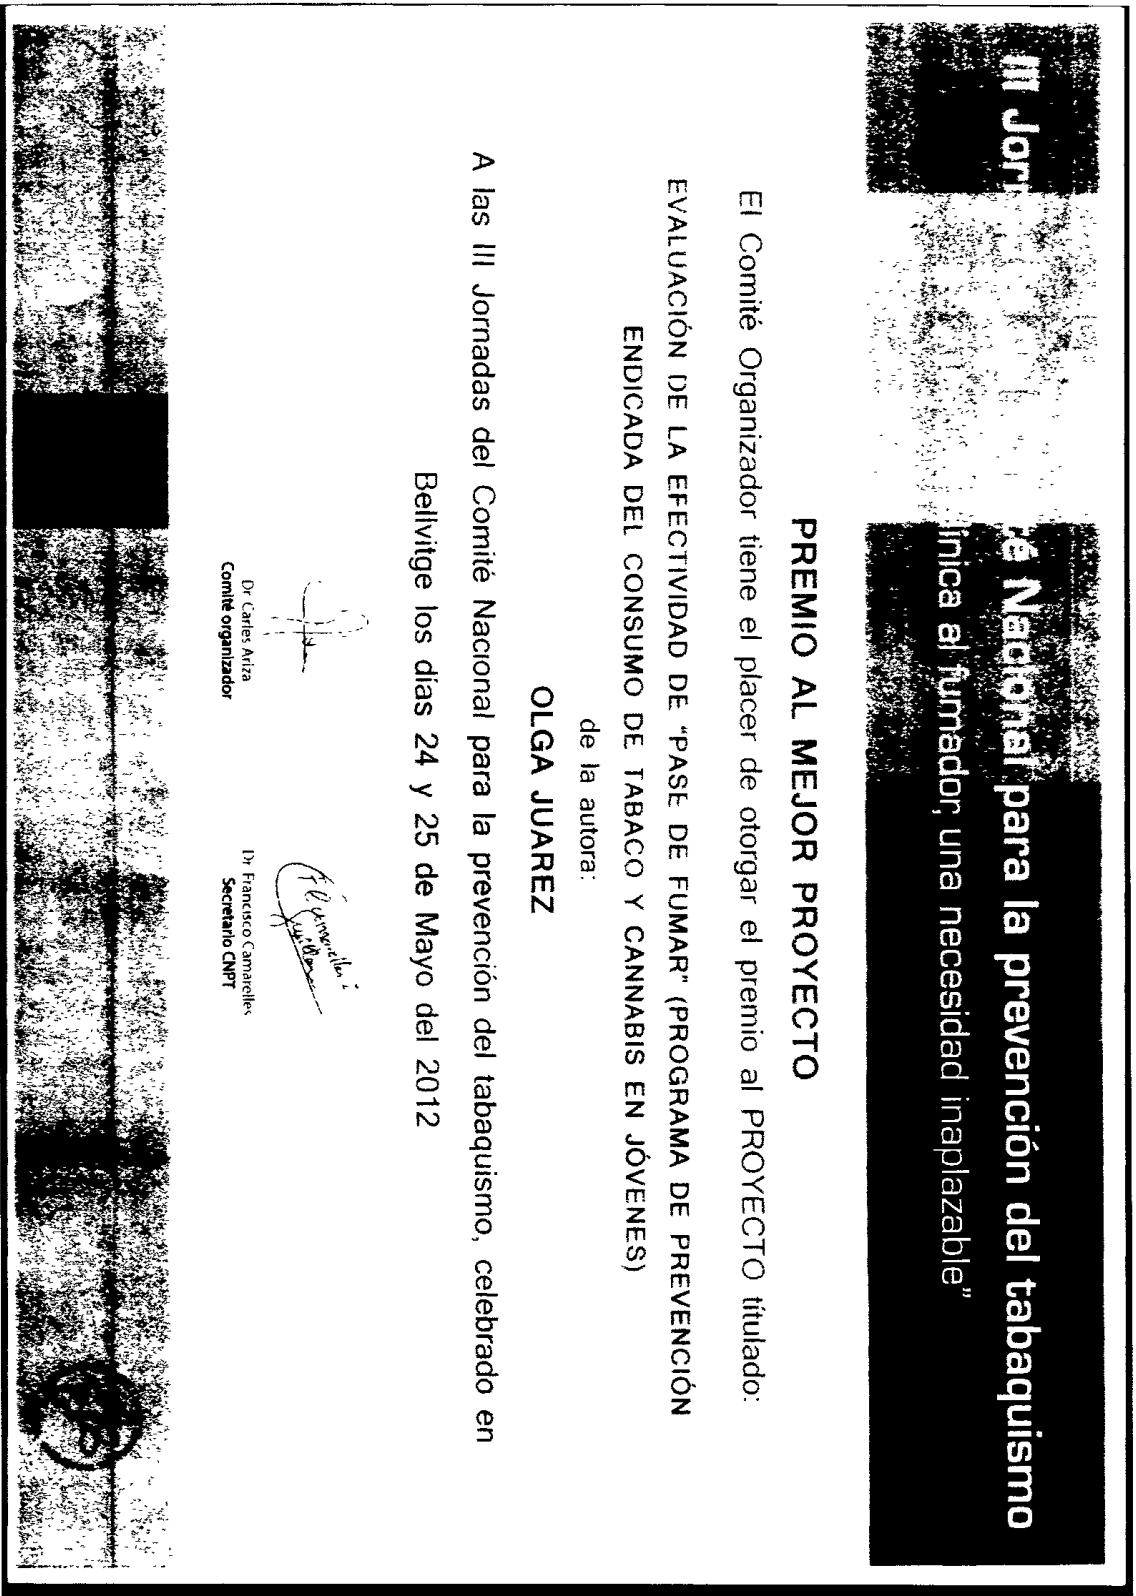 III Jor é Nacional para la prevención del tabaquismo
ínica al fumador, una necesidad inaplazable”
PREMIO AL MEJOR PROYECTO
El Comité Organizador tiene el placer de otorgar el premio al PROYECTO titulado:
EVALUACIÓN DE LA EFECTIVIDAD DE “PASE DE FUMAR” (PROGRAMA DE PREVENCIÓN
ENDICADA DEL CONSUMO DE TABACO Y CANNABIS EN JÓVENES)
de la autora:
OLGA JUAREZ
A las III Jornadas del Comité Nacional para la prevención del tabaquismo, celebrado en
Bellvitge los días 24 y 25 de Mayo del 2012
Dr Carles Ariza
Comité organizador
Dr Francisco Camarelles
Secretario CNPT